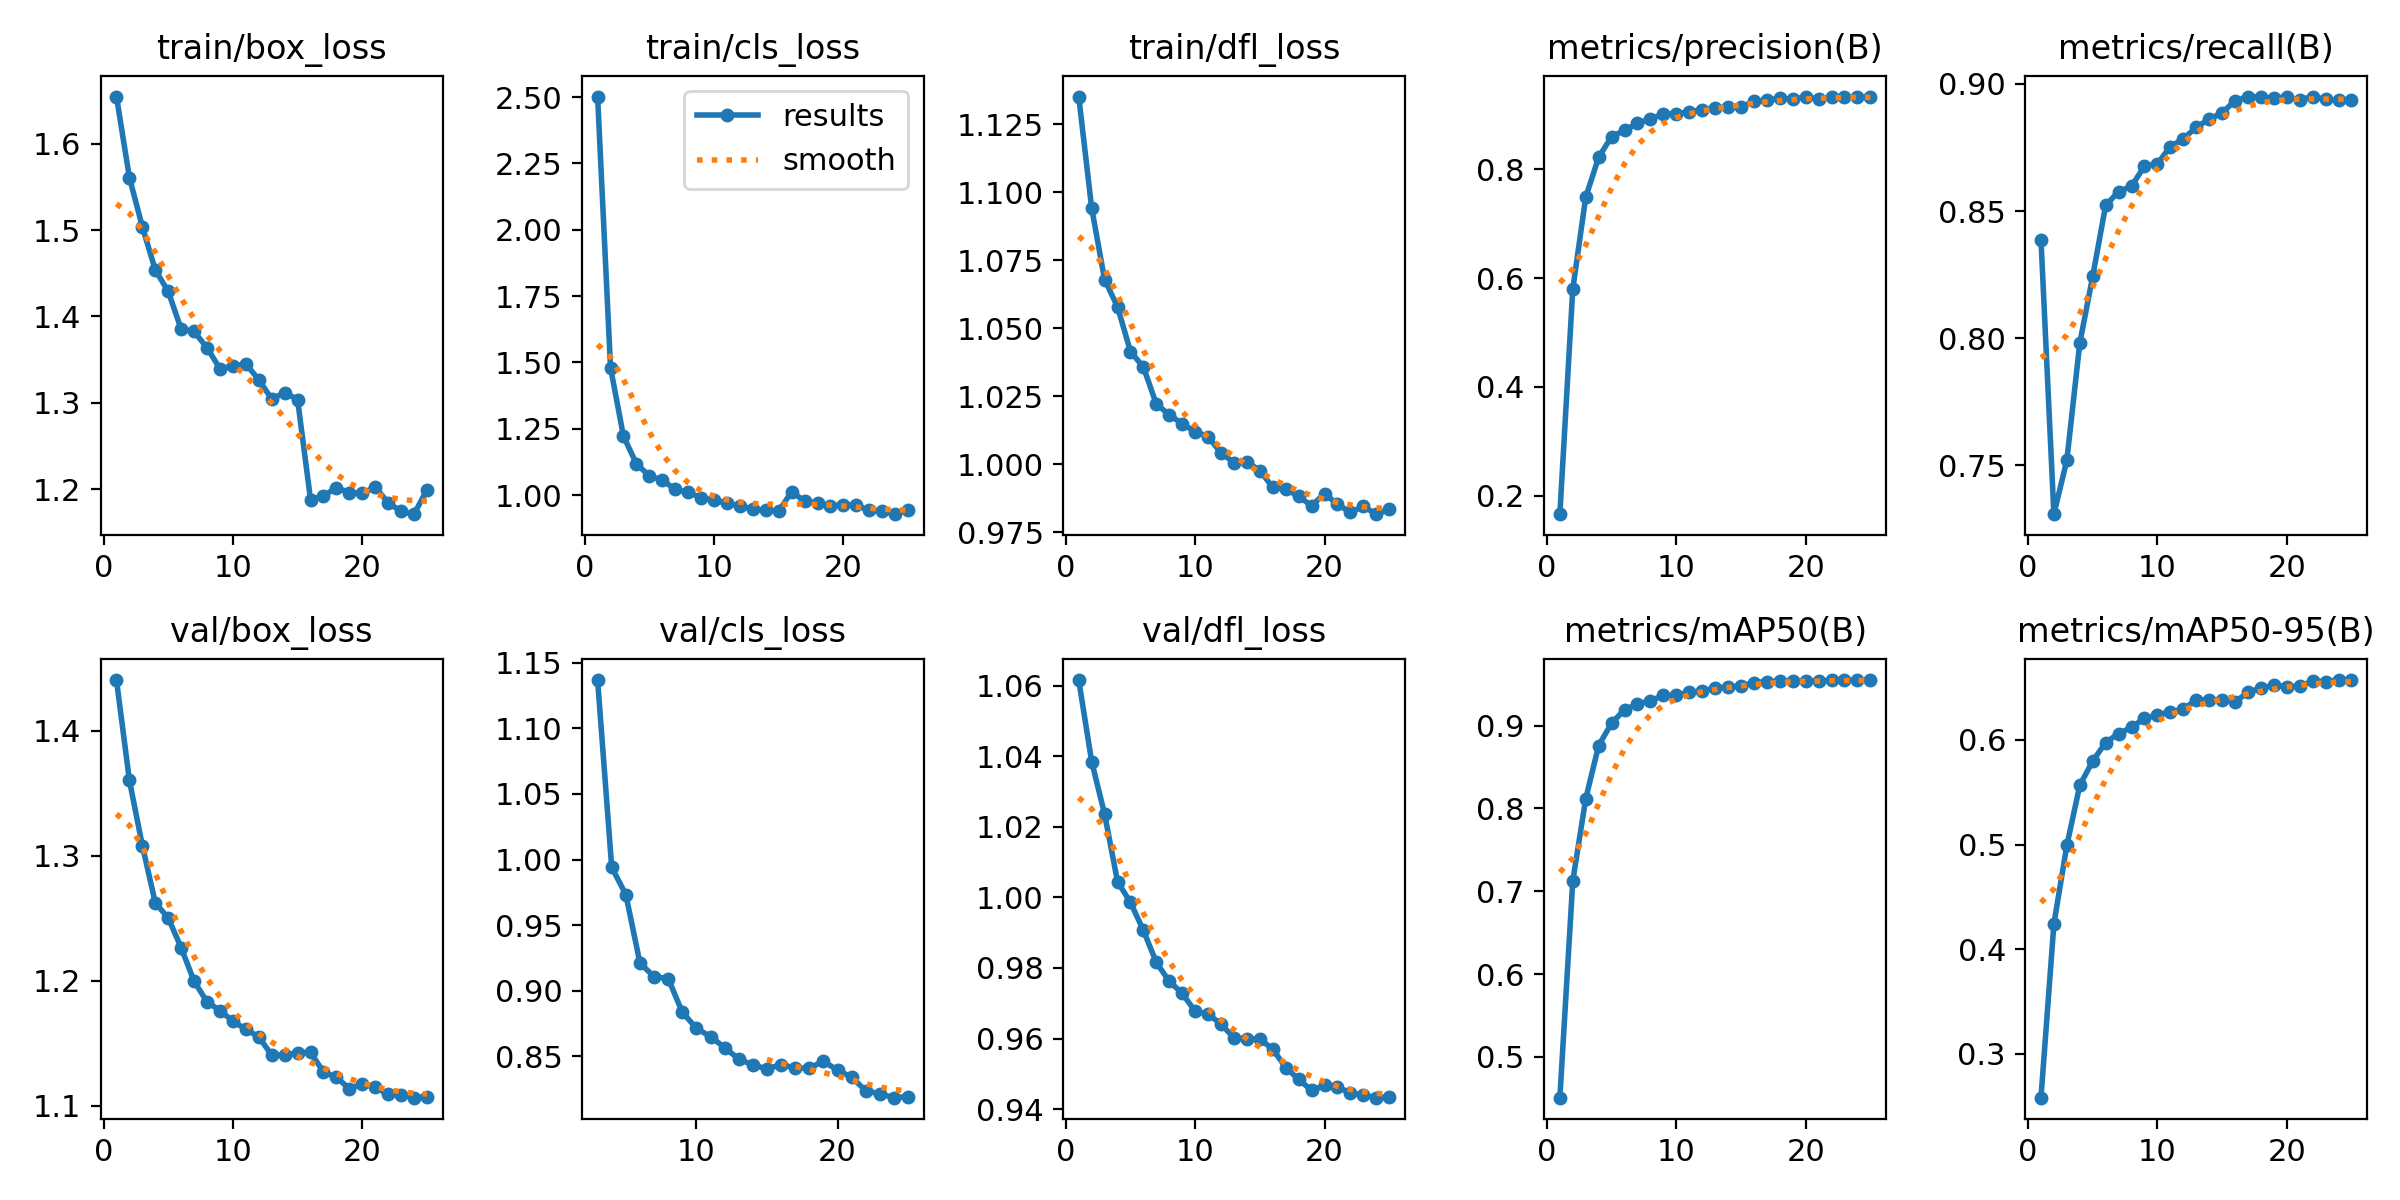 train/box_loss
train/cls_loss
train/dfl_loss
metrics/precision(B)
metrics/recall(B)
1.6
1.5
1.4
1.3
1.2
0 10 20
results
smooth
2.50
2.25
2.00
1.75
1.50
1.25
1.00
0 10 20
1.125
1.100
1.075
1.050
1.025
1.000
0.975
0 10 20
0.8
0.6
0.4
0.2
0 10 20
0.90
0.85
0.80
0.75
0 10 20
val/box_loss
val/cls_loss
val/dfl_loss
metrics/mAP50(B)
metrics/mAP50-95(B)
1.4
1.3
1.2
1.1
0 10 20
1.15
1.10
1.05
1.00
0.95
0.90
0.85
10 20
1.06
1.04
1.02
1.00
0.98
0.96
0.94
0 10 20
0.9
0.8
0.7
0.6
0.5
0 10 20
0.6
0.5
0.4
0.3
0 10 20